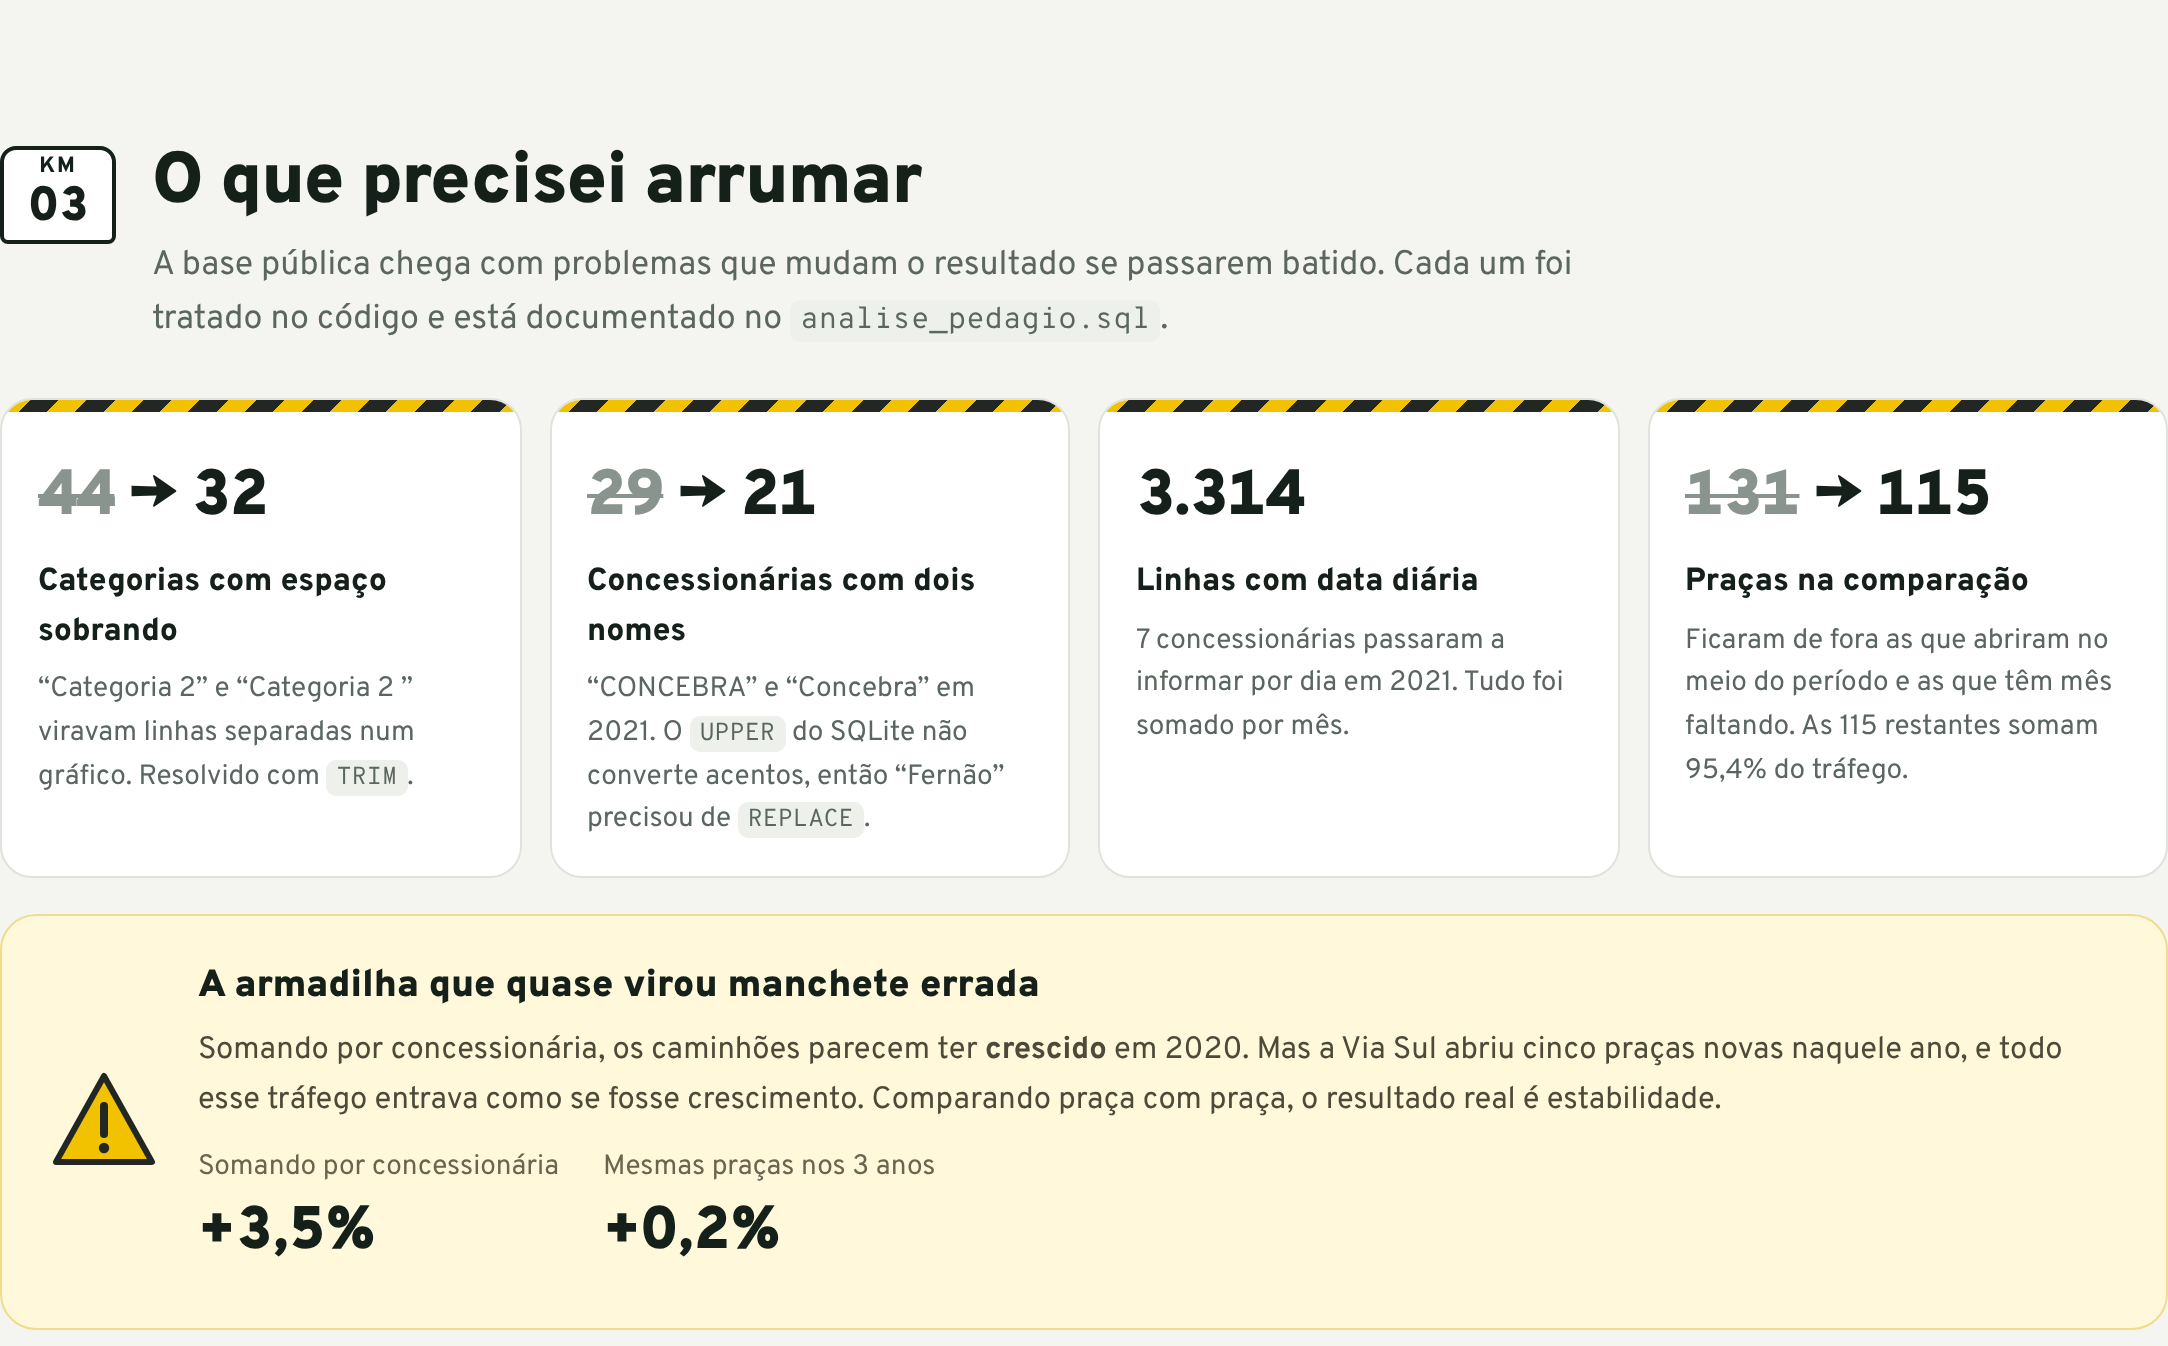 KM
03
O que precisei arrumar
A base pública chega com problemas que mudam o resultado se passarem batido. Cada um foi
tratado no código e está documentado no analise_pedagio.sql.
44 → 32
Categorias com espaço
sobrando
“Categoria 2” e “Categoria 2 ”
viravam linhas separadas num
gráfico. Resolvido com TRIM.
29 → 21
Concessionárias com dois
nomes
“CONCEBRA” e “Concebra” em
2021. O UPPER do SQLite não
converte acentos, então “Fernão”
precisou de REPLACE.
3.314
Linhas com data diária
7 concessionárias passaram a
informar por dia em 2021. Tudo foi
somado por mês.
131 → 115
Praças na comparação
Ficaram de fora as que abriram no
meio do período e as que têm mês
faltando. As 115 restantes somam
95,4% do tráfego.
A armadilha que quase virou manchete errada
Somando por concessionária, os caminhões parecem ter crescido em 2020. Mas a Via Sul abriu cinco praças novas naquele ano, e todo
esse tráfego entrava como se fosse crescimento. Comparando praça com praça, o resultado real é estabilidade.
Somando por concessionária
+3,5%
Mesmas praças nos 3 anos
+0,2%